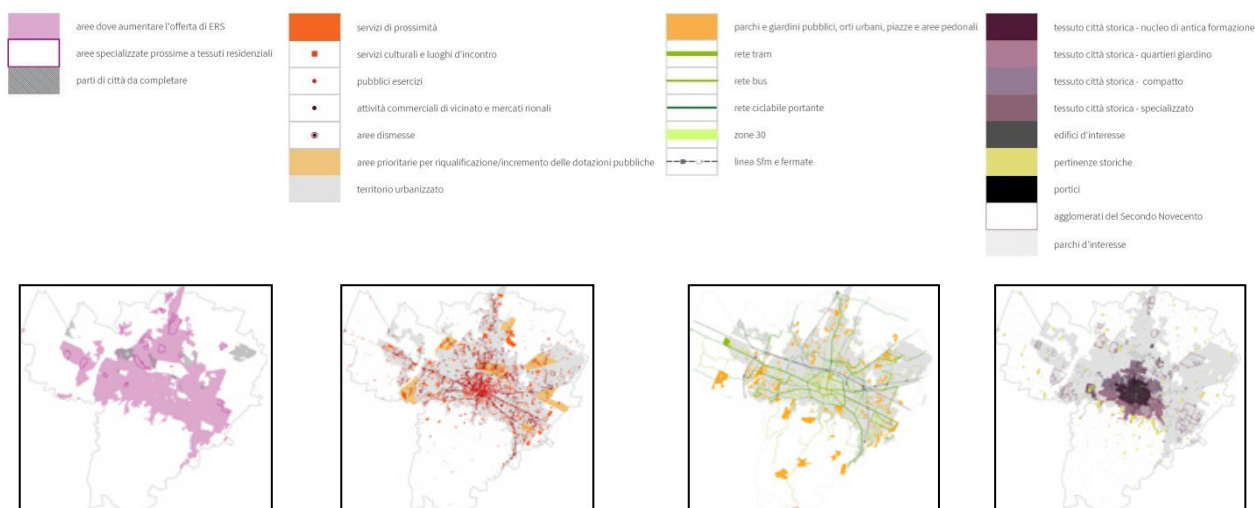 aree dove aumentare l'offerta di ERS
aree specializzate prossime a tessuti residenziali
parti di città da completare
servizi di prossimità
servizi culturali e luoghi d'incontro
pubblici esercizi
attività commerciali di vicinato e mercati rionali
aree dismesse
aree prioritarie per riqualificazione/incremento delle dotazioni pubbliche
territorio urbanizzato
parchi e giardini pubblici, orti urbani, piazze e aree pedonali
rete tram
rete bus
rete ciclabile portante
zone 30
linea Sfm e fermate
tessuto città storica - nucleo di antica formazione
tessuto città storica - quartieri giardino
tessuto città storica - compatto
tessuto città storica - specializzato
edifici d'interesse
pertinenze storiche
portici
agglomerati del Secondo Novecento
parchi d'interesse